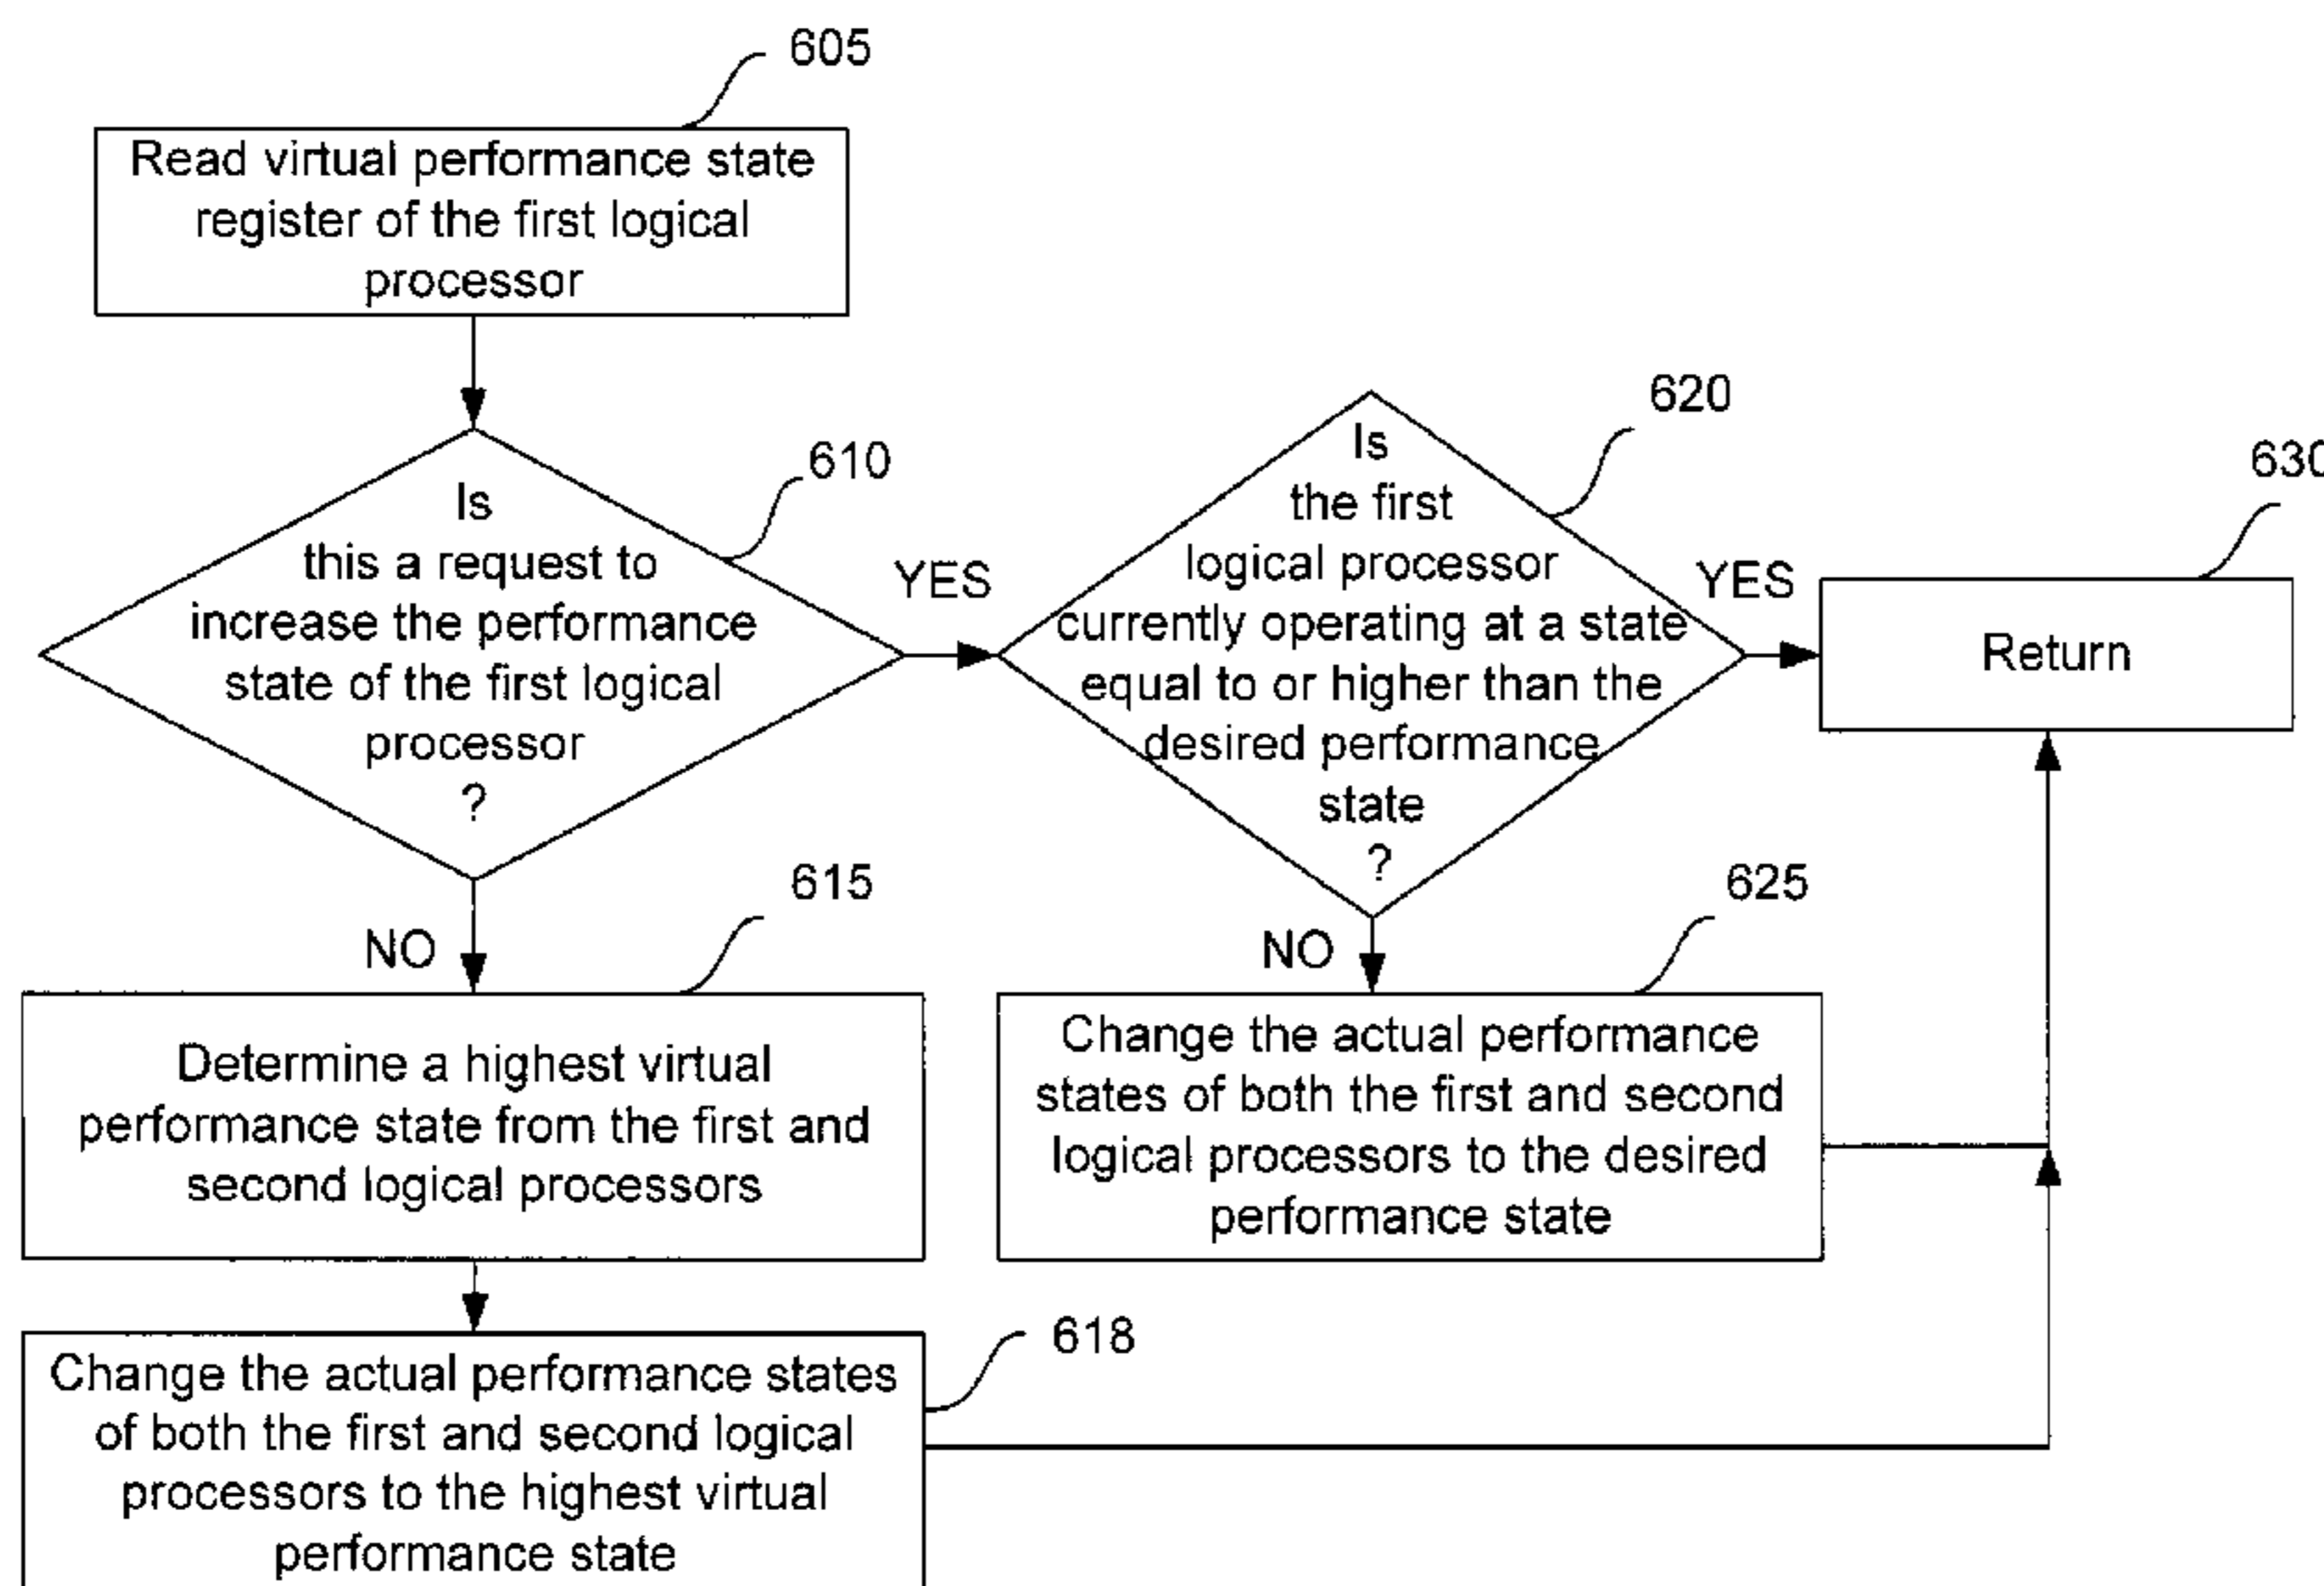 605
Read virtual performance state
register of the first logical
processor
610
Is
this a request to
increase the performance
state of the first logical
processor
?
YES
620
Is
the first
logical processor
currently operating at a state
equal to or higher than the
desired performance
state
?
YES
630
Return
NO
615
Determine a highest virtual
performance state from the first and
second logical processors
NO
625
Change the actual performance
states of both the first and second
logical processors to the desired
performance state
618
Change the actual performance states
of both the first and second logical
processors to the highest virtual
performance state